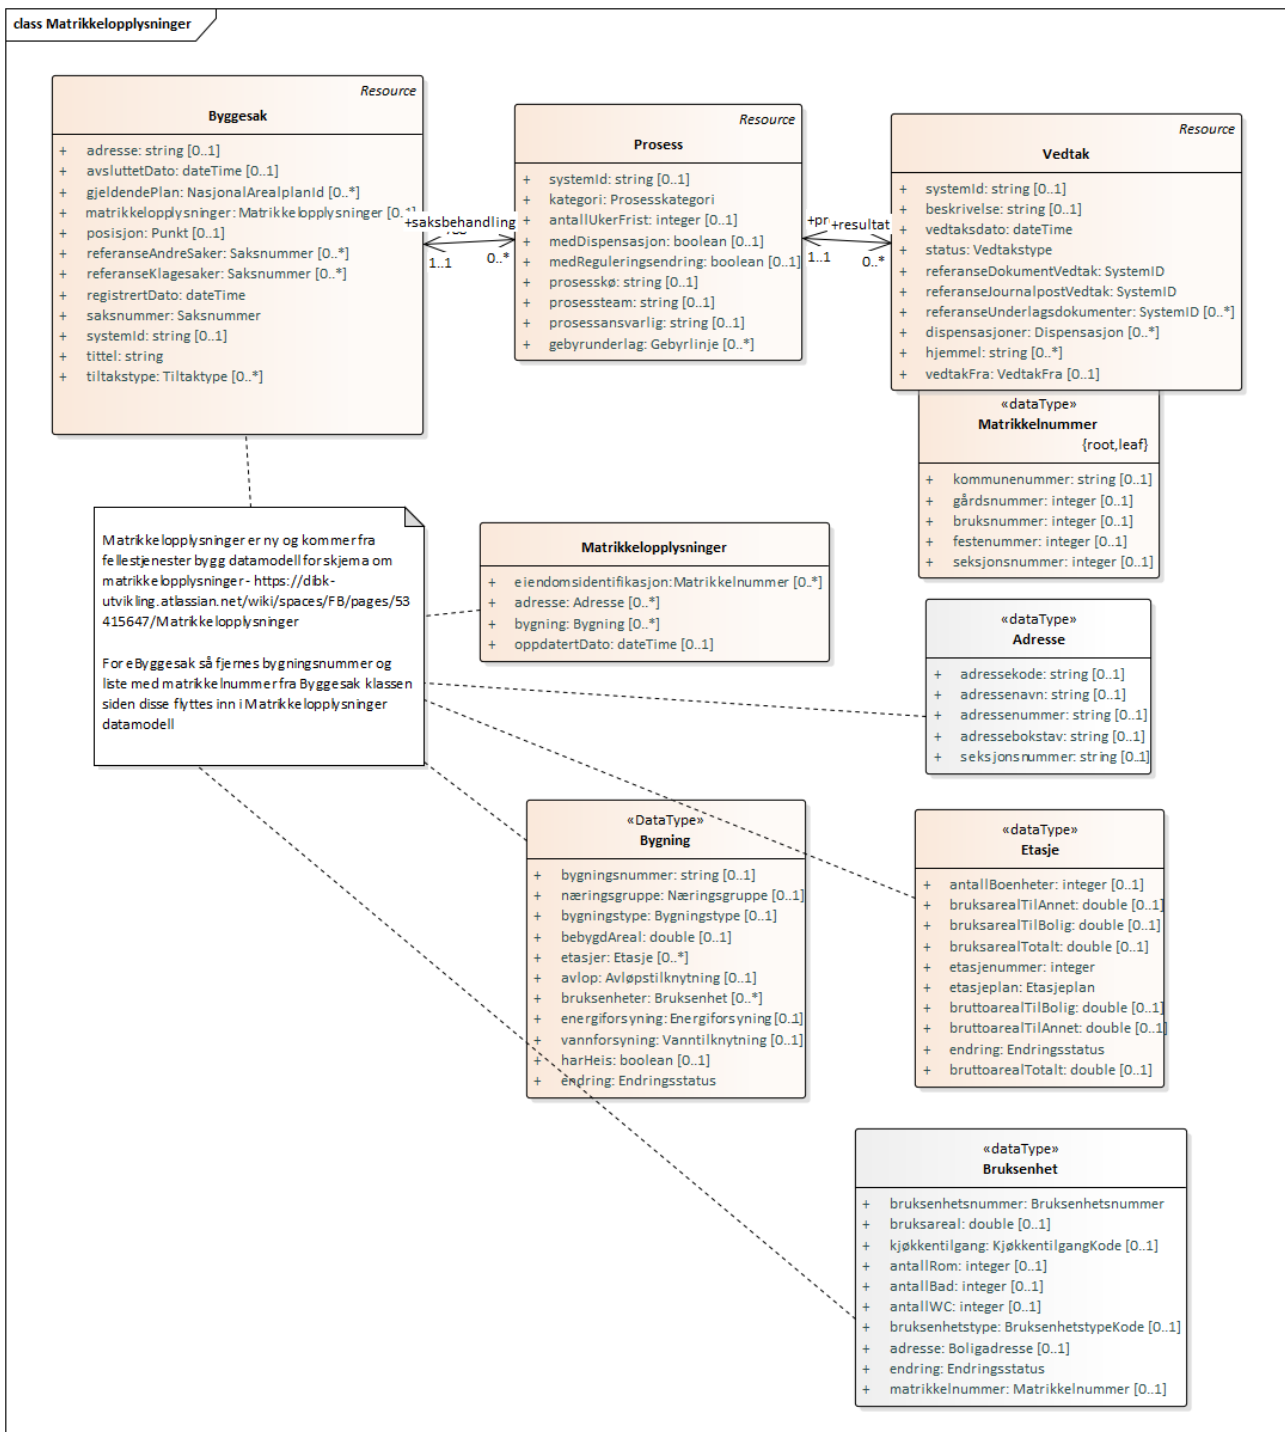 class Matrikkelopplysninger
Resource
Byggesak
+ adresse: string [0..1]
+ avsluttetDato: dateTime [0..1]
+ gjeldendePlan: NasjonalArealplanId [0..*]
+ matrikkelopplysninger: Matrikkelopplysninger [0..1]
+ posisjon: Punkt [0..1]
+ referanseAndreSaker: Saksnummer [0..*]
+ referanseKlagesaker: Saksnummer [0..*]
+ registrertDato: dateTime
+ saksnummer: Saksnummer
+ systemId: string [0..1]
+ tittel: string
+ tiltakstype: Tiltaktype [0..*]
+saksbehandling
1..1
0..*
Resource
Prosess
+ systemId: string [0..1]
+ kategori: Prosesskategori
+ antallUkerFrist: integer [0..1]
+ medDispensasjon: boolean [0..1]
+ medReguleringsendring: boolean [0..1]
+ prosesskø: string [0..1]
+ prosessteam: string [0..1]
+ prosessansvarlig: string [0..1]
+ gebyrunderlag: Gebyrlinje [0..*]
+pr
+resultat
1..1
0..*
Resource
Vedtak
+ systemId: string [0..1]
+ beskrivelse: string [0..1]
+ vedtaksdato: dateTime
+ status: Vedtakstype
+ referanseDokumentVedtak: SystemID
+ referanseJournalpostVedtak: SystemID
+ referanseUnderlagsdokumenter: SystemID [0..*]
+ dispensasjoner: Dispensasjon [0..*]
+ hjemmel: string [0..*]
+ vedtakFra: VedtakFra [0..1]
«dataType»
Matrikkelnummer
{root,leaf}
+ kommunenummer: string [0..1]
+ gårdsnummer: integer [0..1]
+ bruksnummer: integer [0..1]
+ festenummer: integer [0..1]
+ seksjonsnummer: integer [0..1]
Matrikkelopplysninger er ny og kommer fra
fellestjenester bygg datamodell for skjema om
matrikkelopplysninger - https://dibk-
utvikling.atlassian.net/wiki/spaces/FB/pages/53
415647/Matrikkelopplysninger
For eByggesak så fjernes bygningsnummer og
liste med matrikkelnummer fra Byggesak klassen
siden disse flyttes inn i Matrikkelopplysninger
datamodell
Matrikkelopplysninger
+ eiendomsidentifikasjon: Matrikkelnummer [0..*]
+ adresse: Adresse [0..*]
+ bygning: Bygning [0..*]
+ oppdatertDato: dateTime [0..1]
«dataType»
Adresse
+ adressekode: string [0..1]
+ adressenavn: string [0..1]
+ adressenummer: string [0..1]
+ adressebokstav: string [0..1]
+ seksjonsnummer: string [0..1]
«DataType»
Bygning
+ bygningsnummer: string [0..1]
+ næringsgruppe: Næringsgruppe [0..1]
+ bygningstype: Bygningstype [0..1]
+ bebygdAreal: double [0..1]
+ etasjer: Etasje [0..*]
+ avlop: Avløpstilknytning [0..1]
+ bruksenheter: Bruksenhet [0..*]
+ energiforsyning: Energiforsyning [0..1]
+ vannforsyning: Vanntilknytning [0..1]
+ harHeis: boolean [0..1]
+ endring: Endringsstatus
«dataType»
Etasje
+ antallBoenheter: integer [0..1]
+ bruksarealTilAnnet: double [0..1]
+ bruksarealTilBolig: double [0..1]
+ bruksarealTotalt: double [0..1]
+ etasjenummer: integer
+ etasjeplan: Etasjeplan
+ bruttoarealTilBolig: double [0..1]
+ bruttoarealTilAnnet: double [0..1]
+ endring: Endringsstatus
+ bruttoarealTotalt: double [0..1]
«dataType»
Bruksenhet
+ bruksenhetsnummer: Bruksenhetsnummer
+ bruksareal: double [0..1]
+ kjøkkentilgang: KjøkkentilgangKode [0..1]
+ antallRom: integer [0..1]
+ antallBad: integer [0..1]
+ antallWC: integer [0..1]
+ bruksenhetstype: BruksenhetstypeKode [0..1]
+ adresse: Boligadresse [0..1]
+ endring: Endringsstatus
+ matrikkelnummer: Matrikkelnummer [0..1]